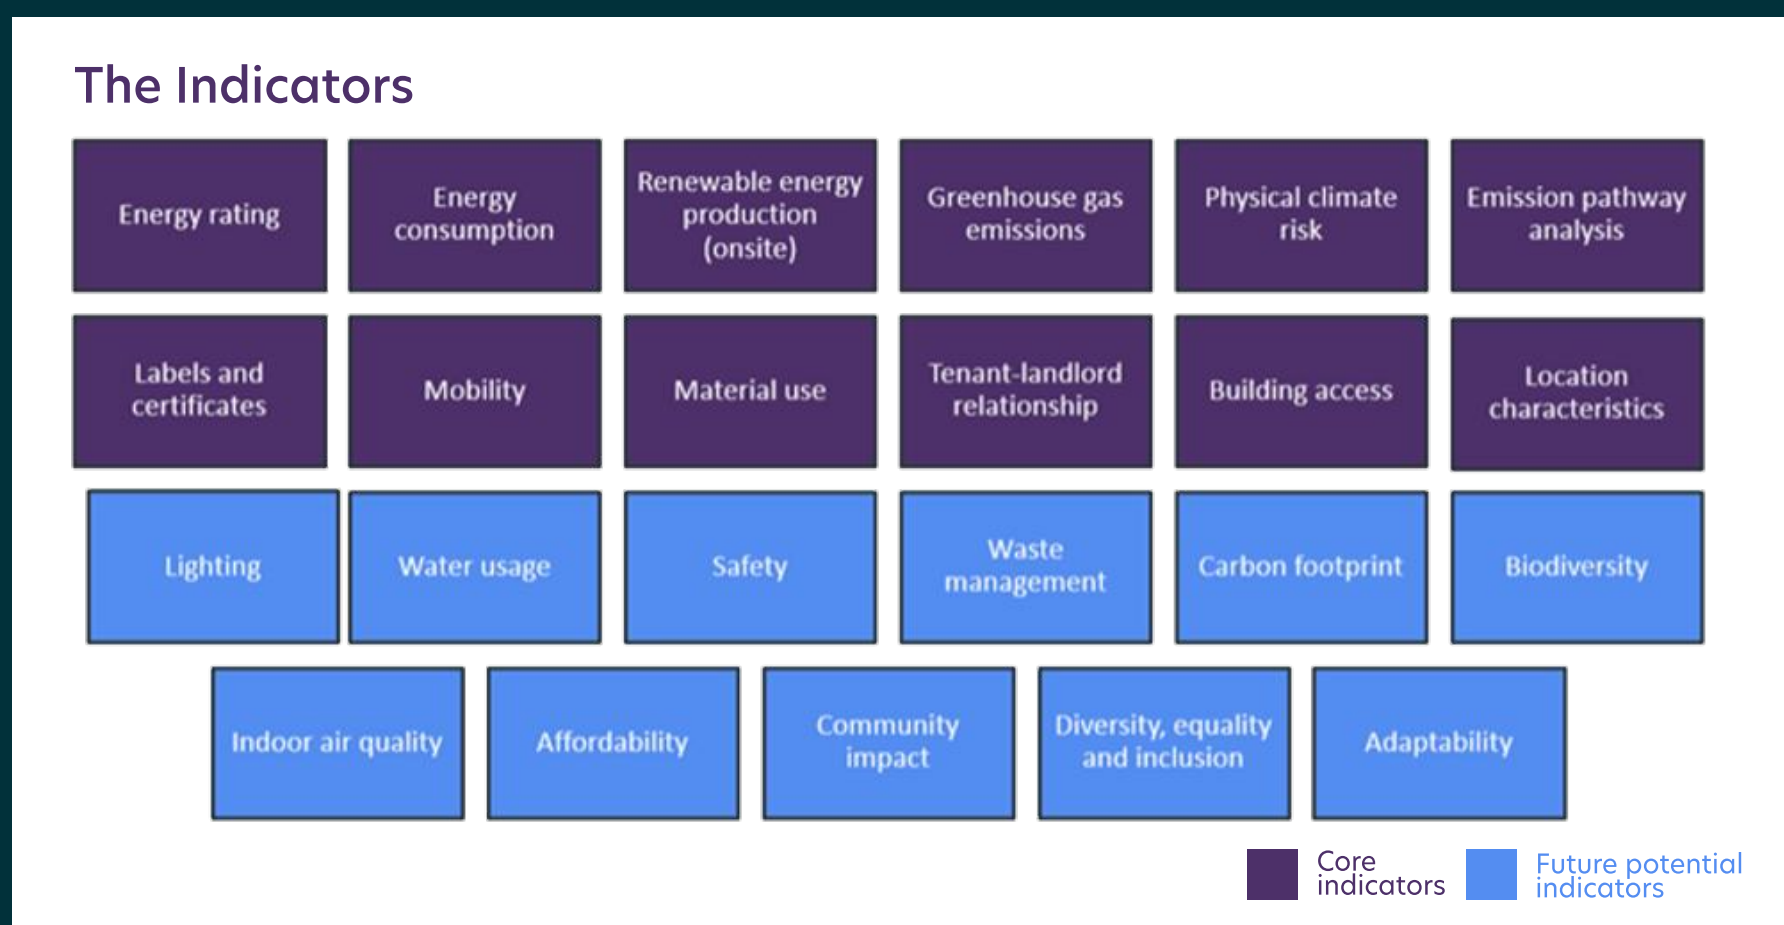 The Indicators
Energy rating
Energy
consumption
Renewable energy
production
(onsite)
Greenhouse gas
emissions
Physical climate
risk
Emission pathway
analysis
Labels and
certificates
Mobility
Material use
Tenant-landlord
relationship
Building access
Location
characteristics
Lighting
Water usage
Safety
Waste
management
Carbon footprint
Biodiversity
Indoor air quality
Affordability
Community
impact
Diversity, equality
and inclusion
Adaptability
Core
indicators
Future potential
indicators